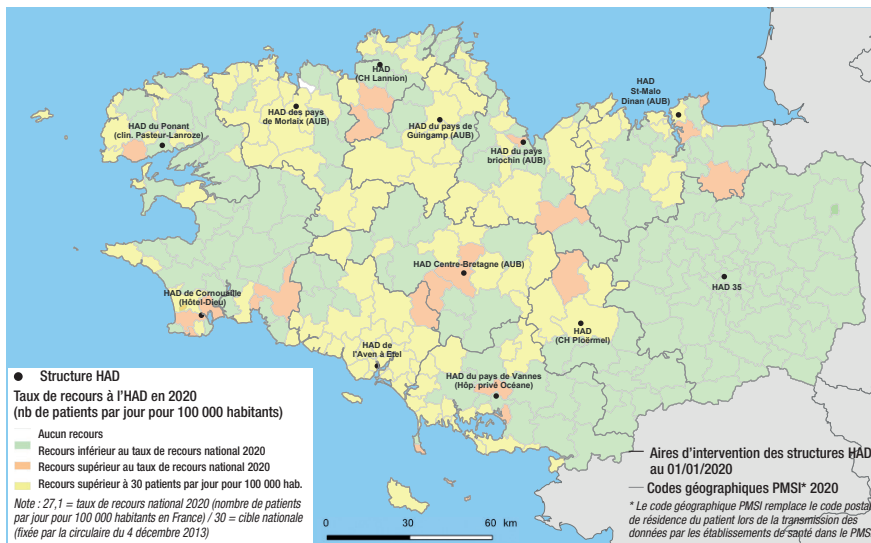 HAD
(CH Lannion)
HAD
St-Malo
Dinan (AUB)
HAD des pays
de Morlaix (AUB)
HAD du Ponant
(clin. Pasteur-Lanroze)
HAD du pays de
Guingamp (AUB)
HAD du pays
briochin (AUB)
HAD Centre-Bretagne (AUB)
HAD 35
HAD de Cornouaille
(Hôtel-Dieu)
HAD
(CH Ploërmel)
HAD de
l'Aven à Etel
HAD du pays de Vannes
(Hôp. privé Océane)
Structure HAD
Taux de recours à l'HAD en 2020
(nb de patients par jour pour 100 000 habitants)
Aucun recours
Recours inférieur au taux de recours national 2020
Recours supérieur au taux de recours national 2020
Recours supérieur à 30 patients par jour pour 100 000 hab.
Note : 27,1 = taux de recours national 2020 (nombre de patients
par jour pour 100 000 habitants en France) / 30 = cible nationale
(fixée par la circulaire du 4 décembre 2013)
km
0 30 60
Aires d'intervention des structures HAD
au 01/01/2020
Codes géographiques PMSI* 2020
* Le code géographique PMSI remplace le code posta
de résidence du patient lors de la transmission des
données par les établissements de santé dans le PMS